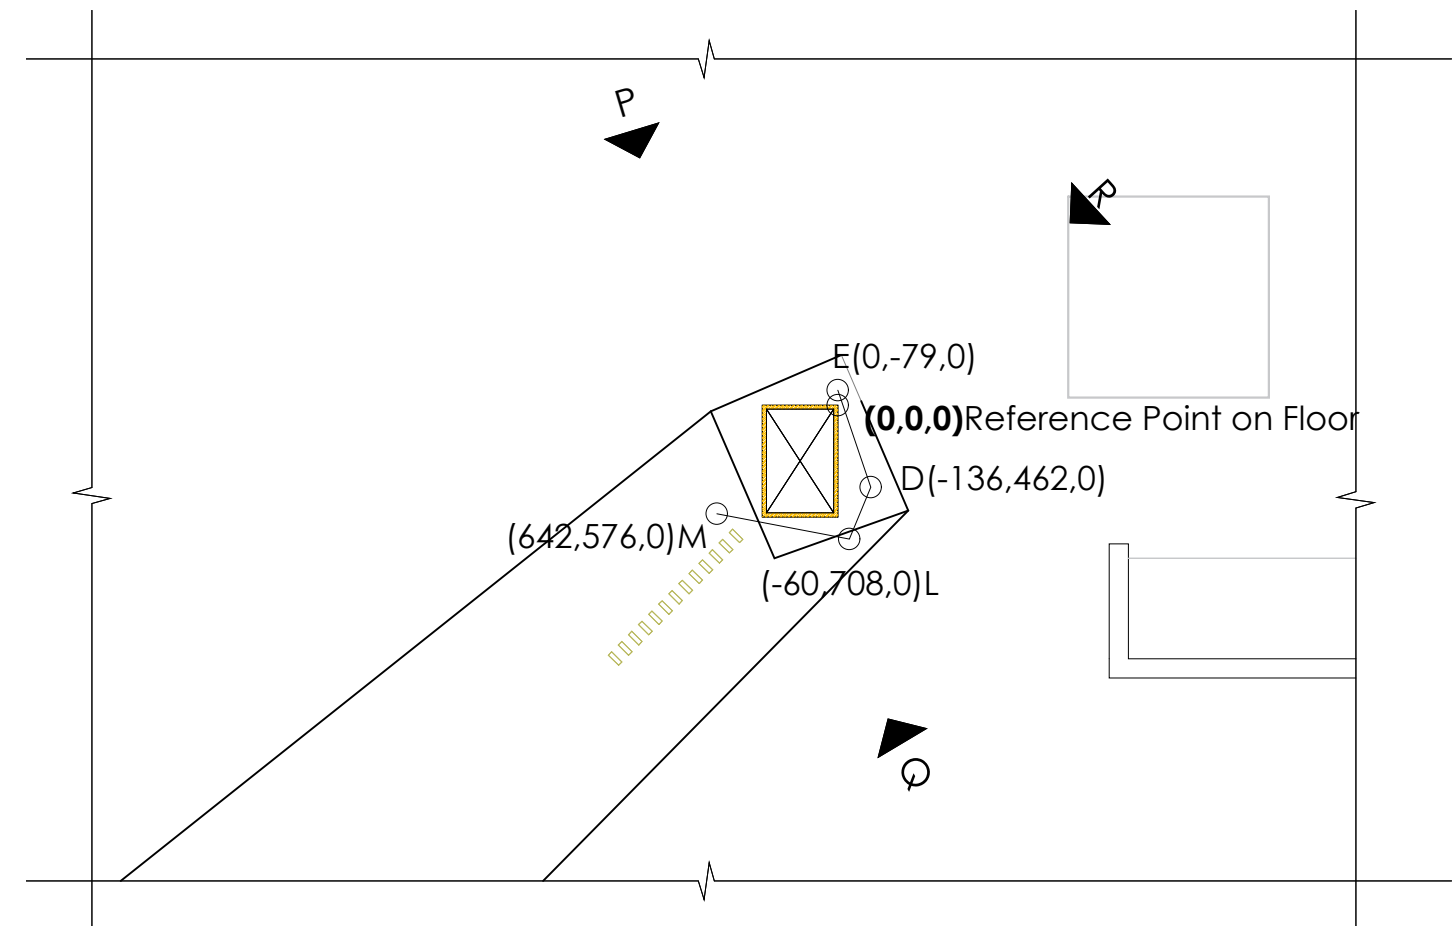 P
R
E(0,-79,0)
(0,0,0)Reference Point on Floor
D(-136,462,0)
(642,576,0)M
(-60,708,0)L
Q